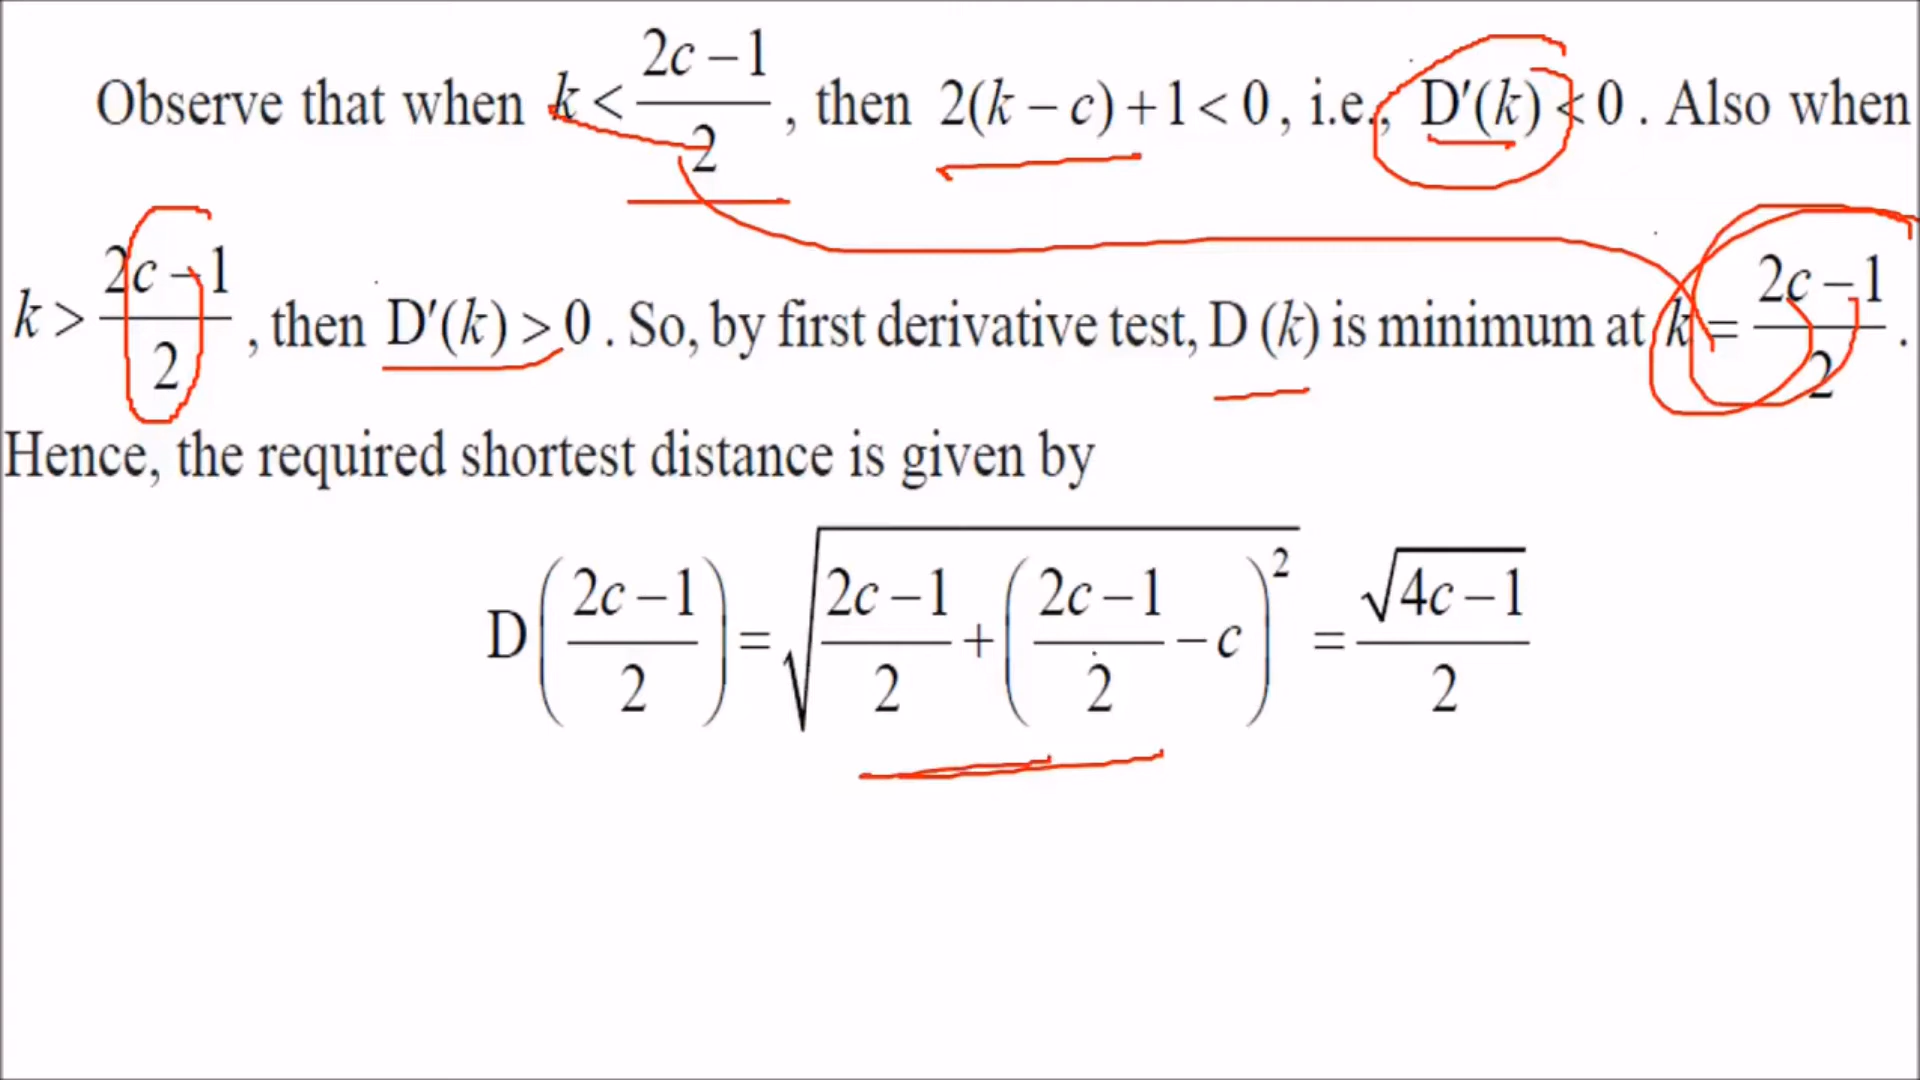 Observe that when k < (2c – 1)/2 , then 2(k – c) + 1 < 0 , i.e., D′(k) < 0 . Also when
k > (2c – 1)/2 , then D′(k) > 0 . So, by first derivative test, D (k) is minimum at k = (2c – 1)/2 .
Hence, the required shortest distance is given by
D((2c – 1)/2) = √((2c – 1)/2 + ((2c – 1)/2 – c)²) = √(4c – 1)/2